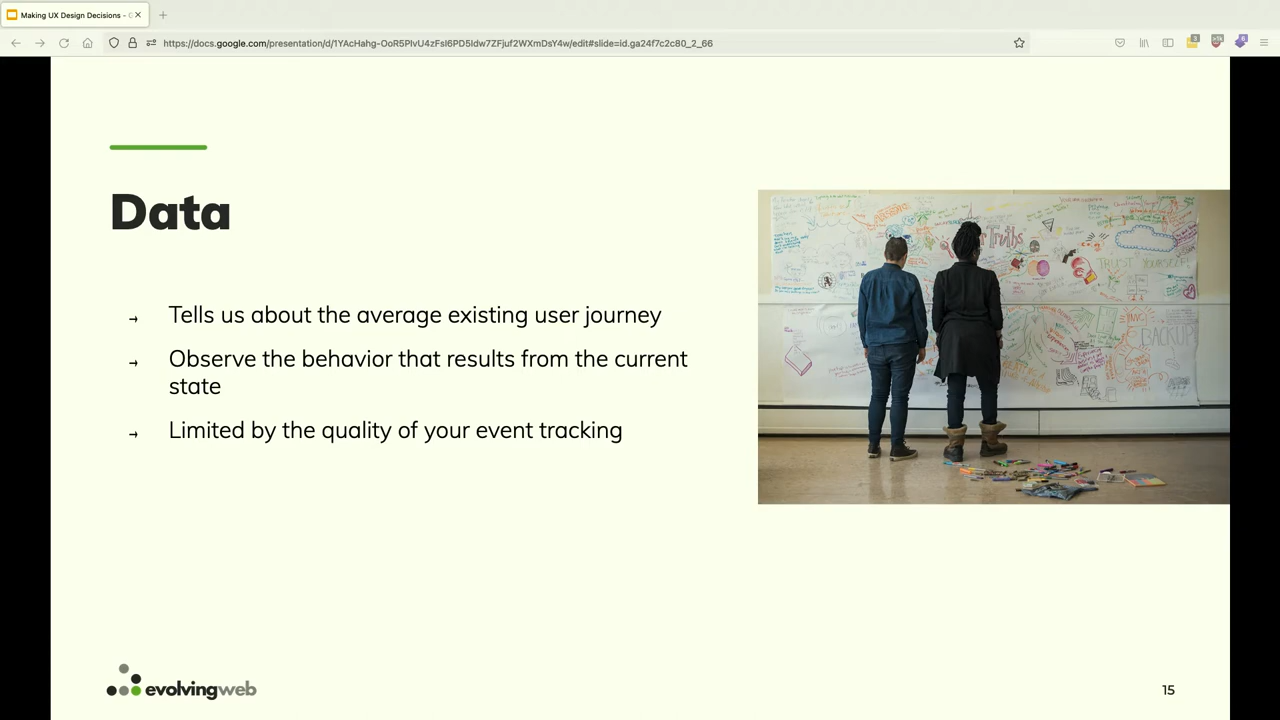 Making UX Design Decisions -
https://docs.google.com/presentation/d/1YAcHahg-OoR5PIvU4zFsI6PD5Idw7ZFjuf2WXmDsY4w/edit#slide=id.ga24f7c2c80_2_66
Data
→ Tells us about the average existing user journey
→ Observe the behavior that results from the current
state
→ Limited by the quality of your event tracking
Truths
TRUST YOURSELF
BACKUP
evolvingweb
15